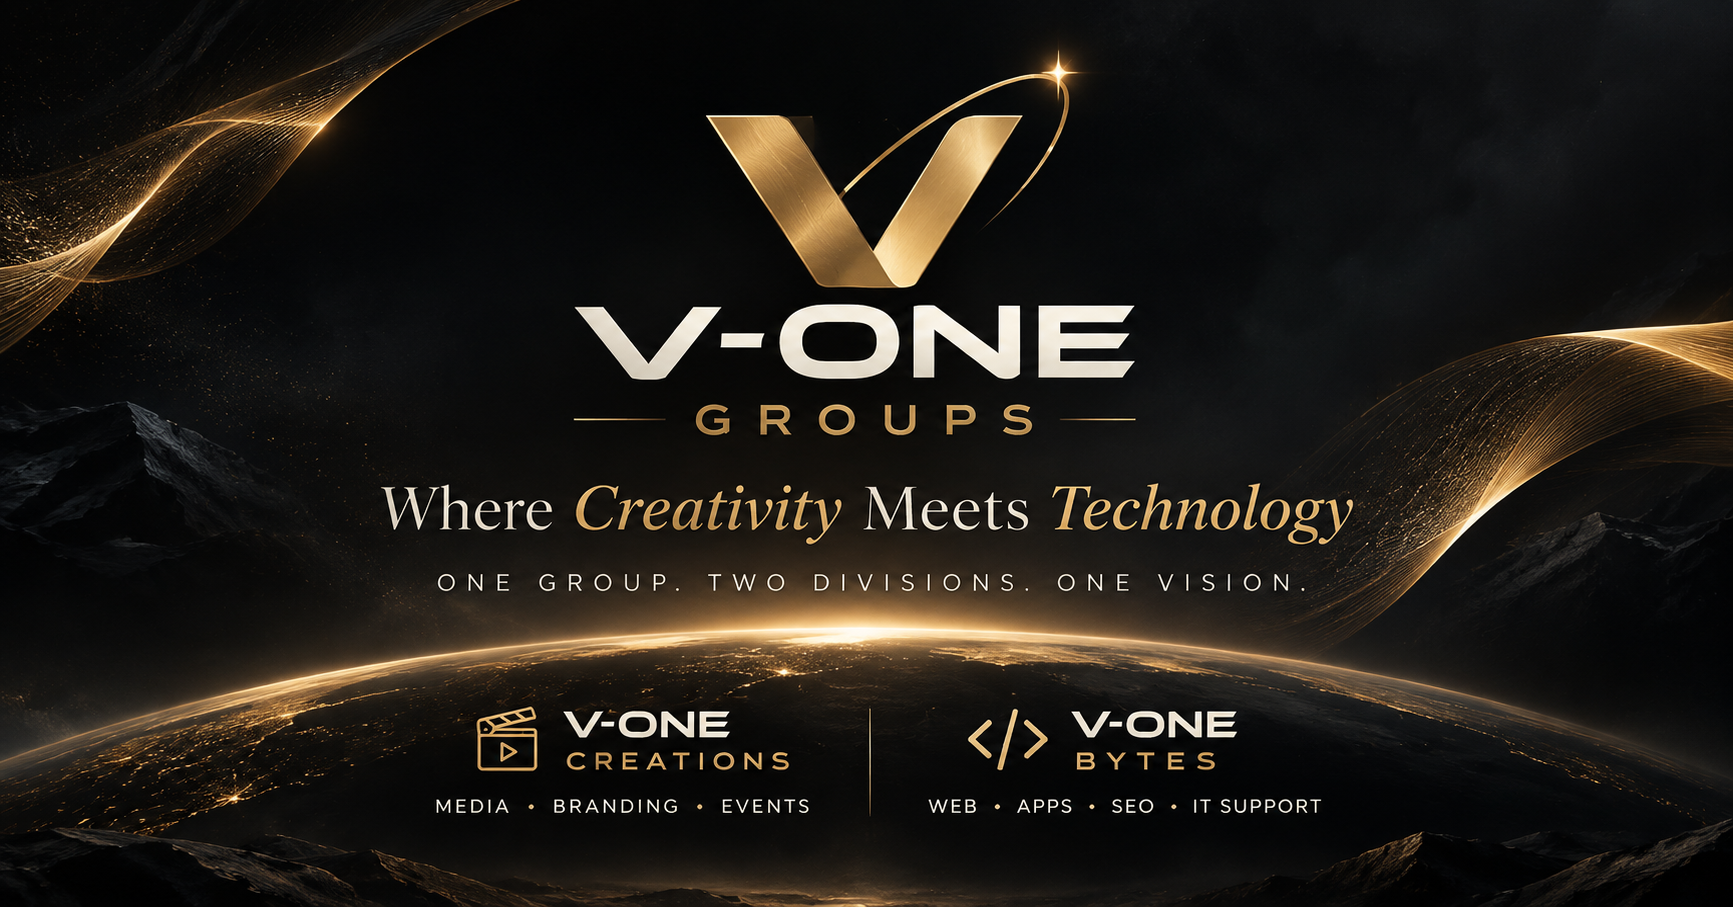 V-ONE
GROUPS
Where Creativity Meets Technology
ONE GROUP. TWO DIVISIONS. ONE VISION.
V-ONE
CREATIONS
MEDIA • BRANDING • EVENTS
V-ONE
BYTES
WEB • APPS • SEO • IT SUPPORT